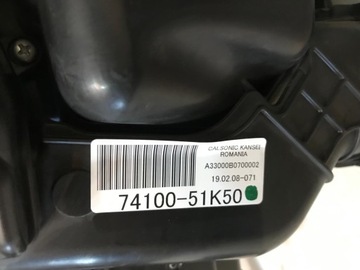 CALSONIC KANSEI
ROMANIA
A33000B0700002
19.02.08-071
74100-51K50